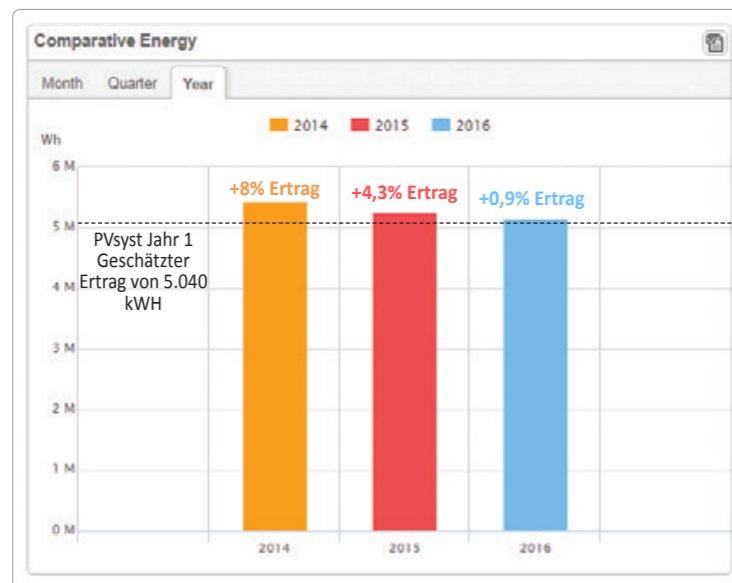 Comparative Energy
Month Quarter Year
2014 2015 2016
Wh
6 M
+8% Ertrag +4,3% Ertrag +0,9% Ertrag
5 M
PVsyst Jahr 1
Geschätzter
Ertrag von 5.040
kWH
4 M
3 M
2 M
1 M
0 M
2014 2015 2016